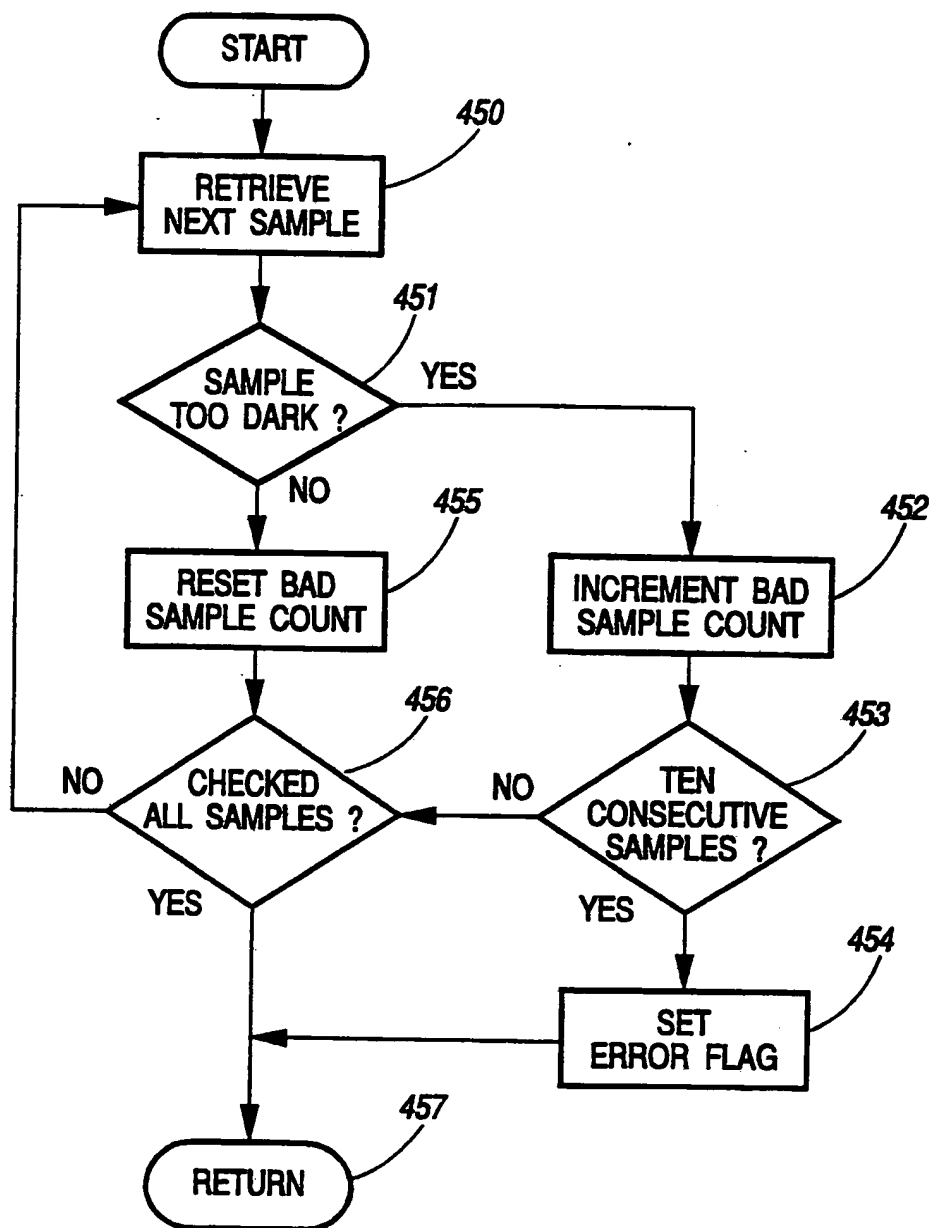 START
450
RETRIEVE
NEXT SAMPLE
451
SAMPLE
TOO DARK ?
YES
NO
455
RESET BAD
SAMPLE COUNT
452
INCREMENT BAD
SAMPLE COUNT
456
CHECKED
ALL SAMPLES ?
NO
YES
453
TEN
CONSECUTIVE
SAMPLES ?
NO
YES
454
SET
ERROR FLAG
457
RETURN